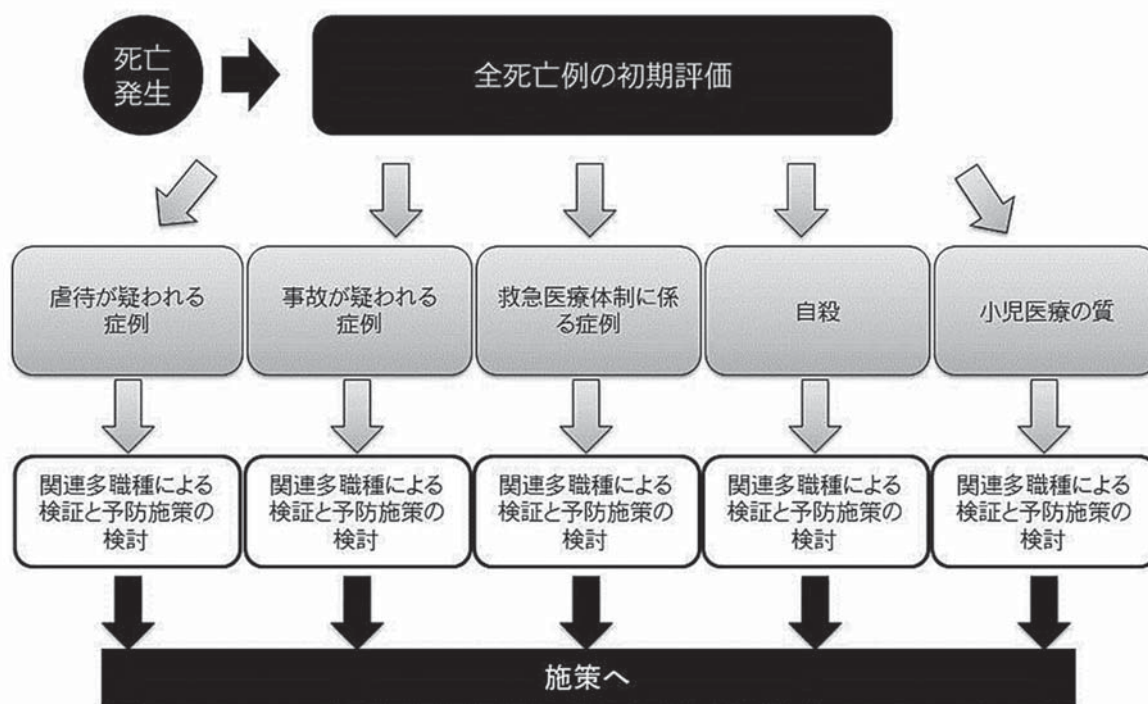 死亡
発生
全死亡例の初期評価
虐待が疑われる
症例
事故が疑われる
症例
救急医療体制に係
る症例
自殺
小児医療の質
関連多職種による
検証と予防施策の
検討
関連多職種による
検証と予防施策の
検討
関連多職種による
検証と予防施策の
検討
関連多職種による
検証と予防施策の
検討
関連多職種による
検証と予防施策の
検討
施策へ